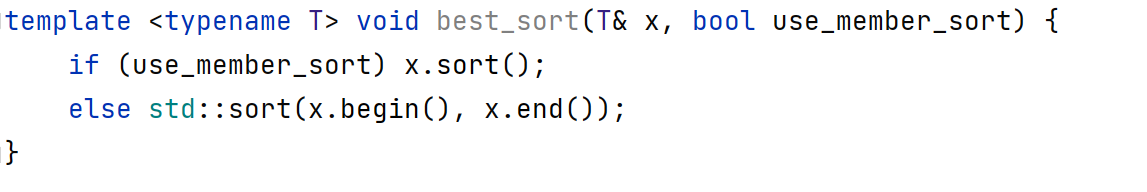 template <typename T> void best_sort(T& x, bool use_member_sort) {
    if (use_member_sort) x.sort();
    else std::sort(x.begin(), x.end());
}